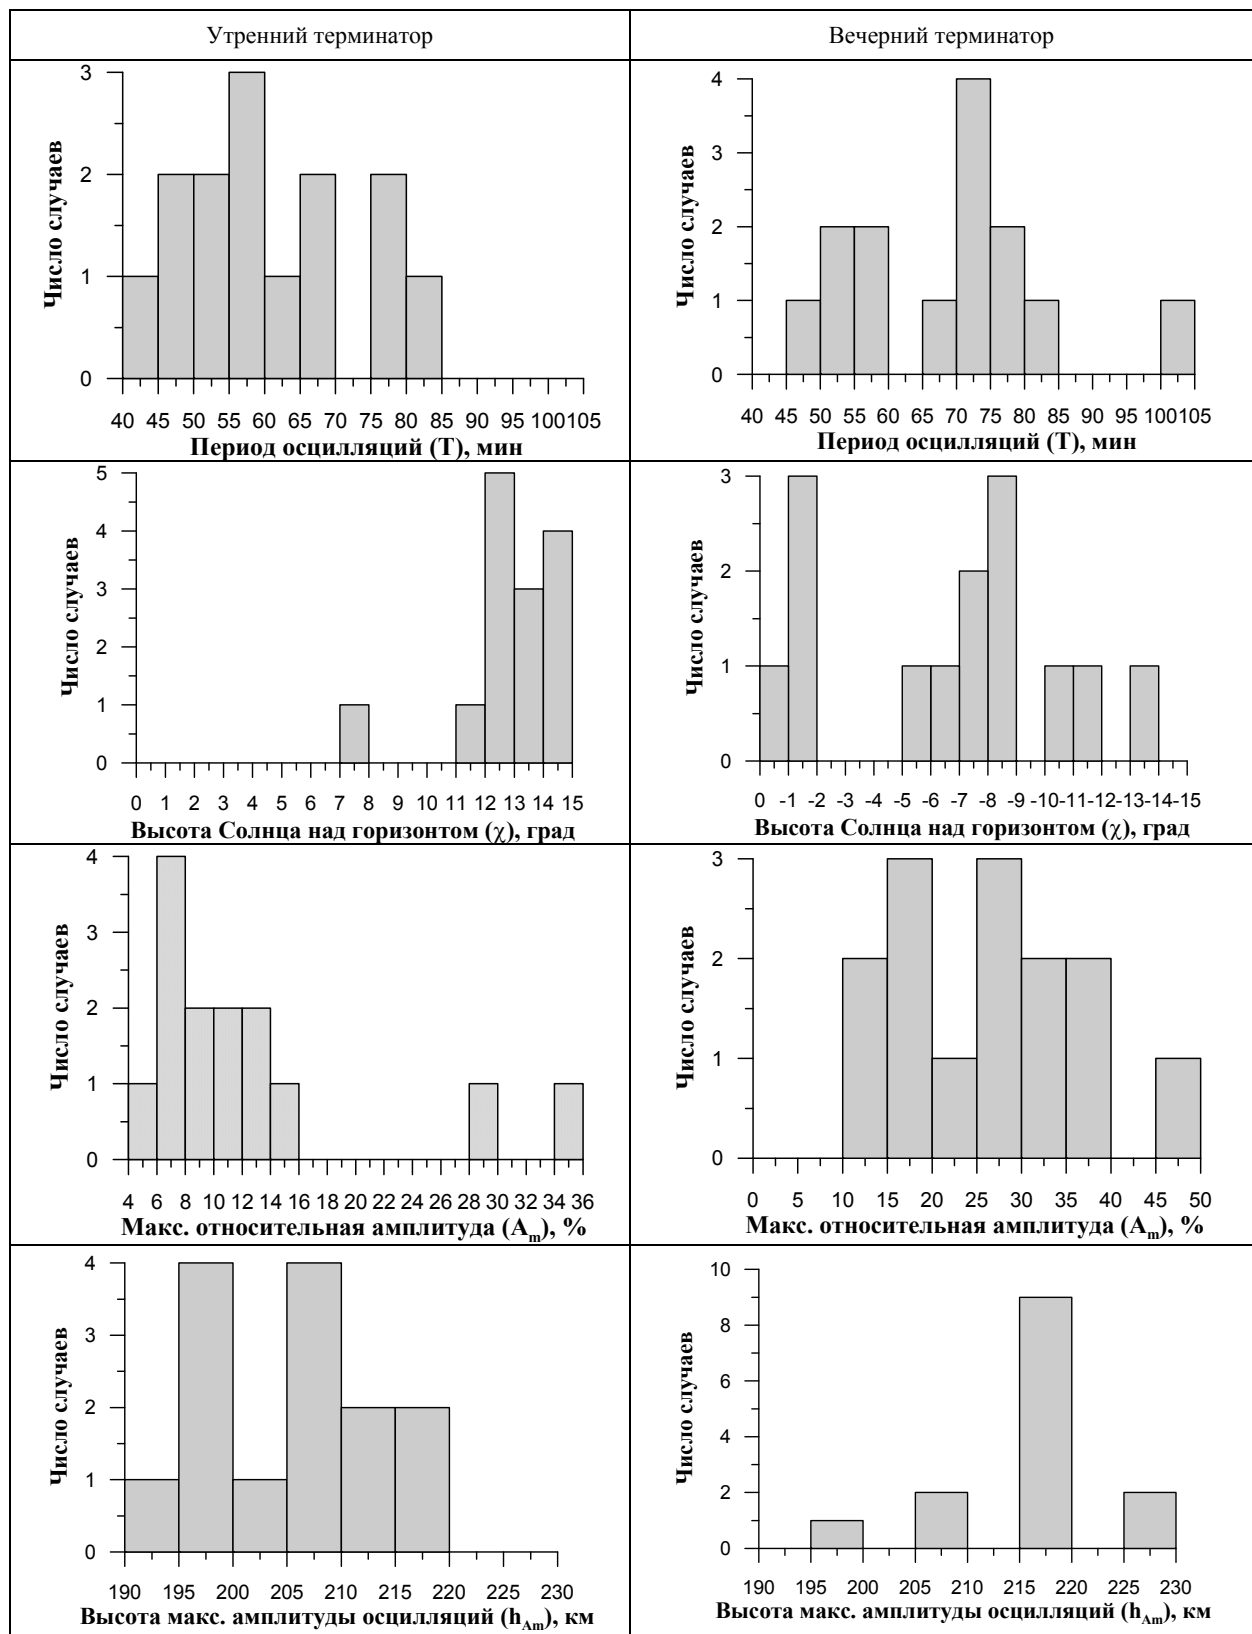 Утренний терминатор
Вечерний терминатор
3
2
1
0
Число случаев
40 45 50 55 60 65 70 75 80 85 90 95 100 105
Период осцилляций (T), мин
4
3
2
1
0
Число случаев
40 45 50 55 60 65 70 75 80 85 90 95 100 105
Период осцилляций (T), мин
5
4
3
2
1
0
Число случаев
0 1 2 3 4 5 6 7 8 9 10 11 12 13 14 15
Высота Солнца над горизонтом (χ), град
3
2
1
0
Число случаев
0 -1 -2 -3 -4 -5 -6 -7 -8 -9 -10 -11 -12 -13 -14 -15
Высота Солнца над горизонтом (χ), град
4
3
2
1
0
Число случаев
4 6 8 10 12 14 16 18 20 22 24 26 28 30 32 34 36
Макс. относительная амплитуда (Am), %
3
2
1
0
Число случаев
0 5 10 15 20 25 30 35 40 45 50
Макс. относительная амплитуда (Am), %
4
3
2
1
0
Число случаев
190 195 200 205 210 215 220 225 230
Высота макс. амплитуды осцилляций (hAm), км
10
8
6
4
2
0
Число случаев
190 195 200 205 210 215 220 225 230
Высота макс. амплитуды осцилляций (hAm), км